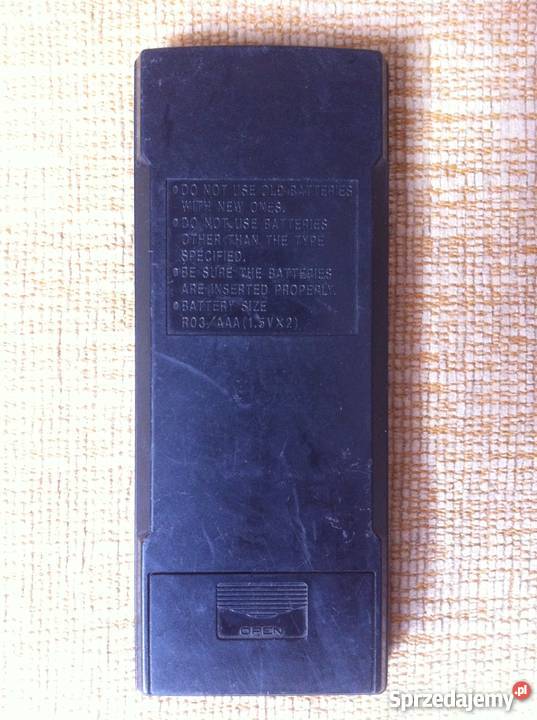 •DO NOT USE OLD BATTERIES
WITH NEW ONES.
•DO NOT USE BATTERIES
OTHER THAN THE TYPE
SPECIFIED.
•BE SURE THE BATTERIES
ARE INSERTED PROPERLY.
•BATTERY SIZE
R03/AAA(1.5V×2)
OPEN
Sprzedajemy.pl